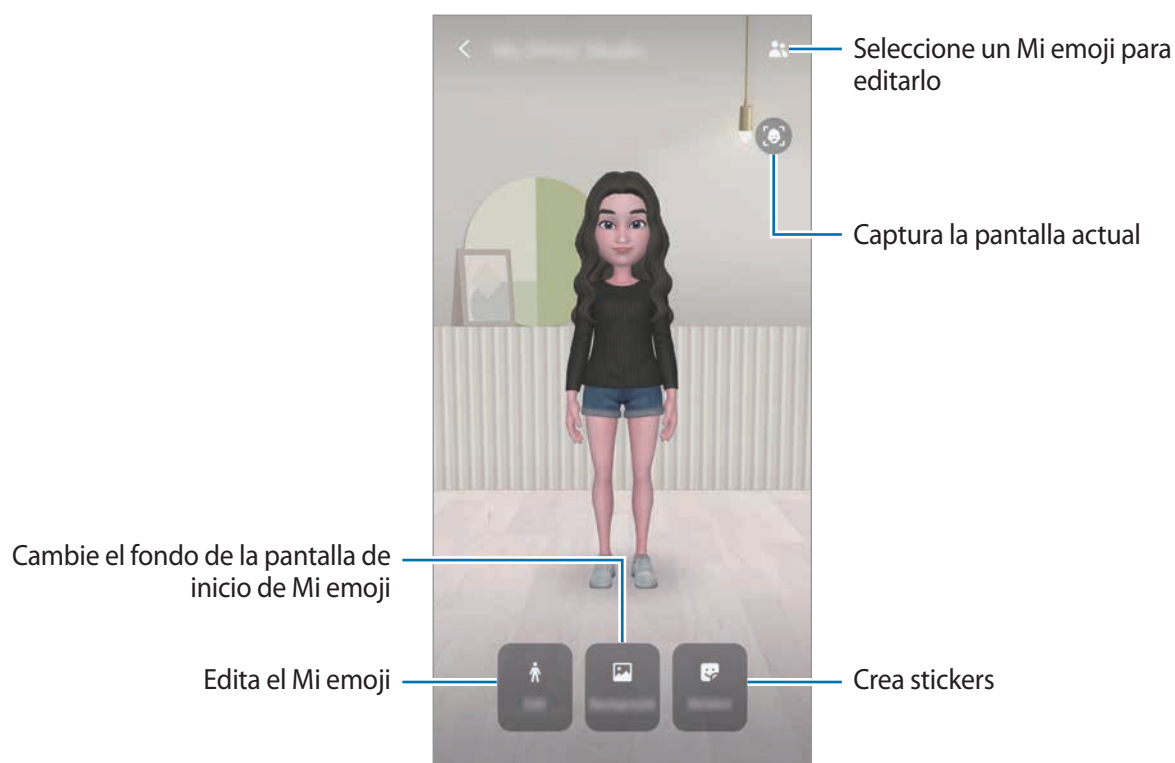 Seleccione un Mi emoji para
editarlo
Captura la pantalla actual
Cambie el fondo de la pantalla de
inicio de Mi emoji
Edita el Mi emoji
Crea stickers